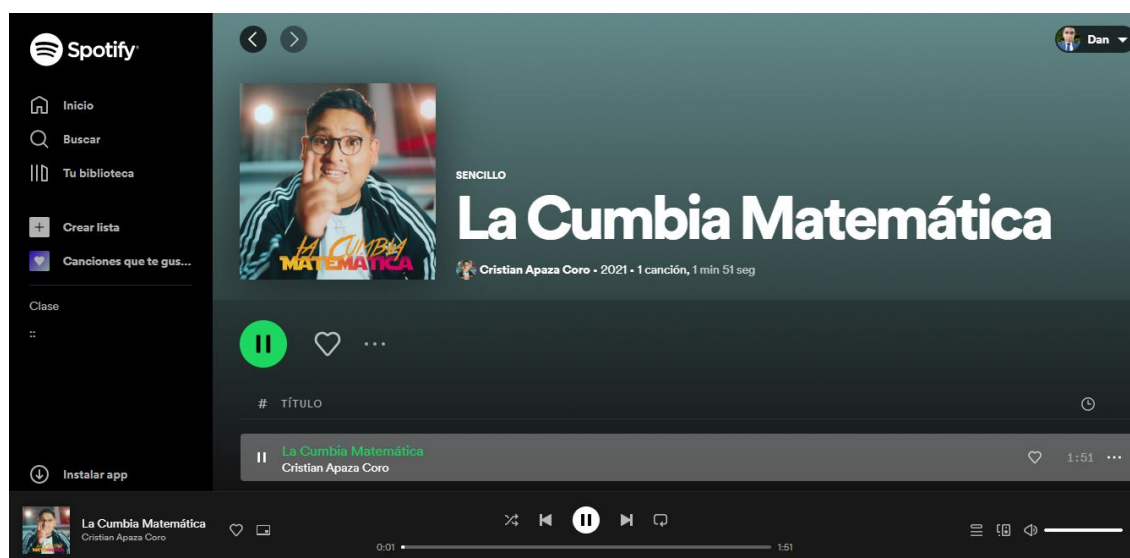 Spotify
Inicio
Buscar
Tu biblioteca
Crear lista
Canciones que te gus...
Clase
::
Instalar app
Dan
LA CUMBIA
MATEMÁTICA
SENCILLO
La Cumbia Matemática
Cristian Apaza Coro • 2021 • 1 canción, 1 min 51 seg
# TÍTULO
La Cumbia Matemática
Cristian Apaza Coro
1:51
La Cumbia Matemática
Cristian Apaza Coro
0:01
1:51